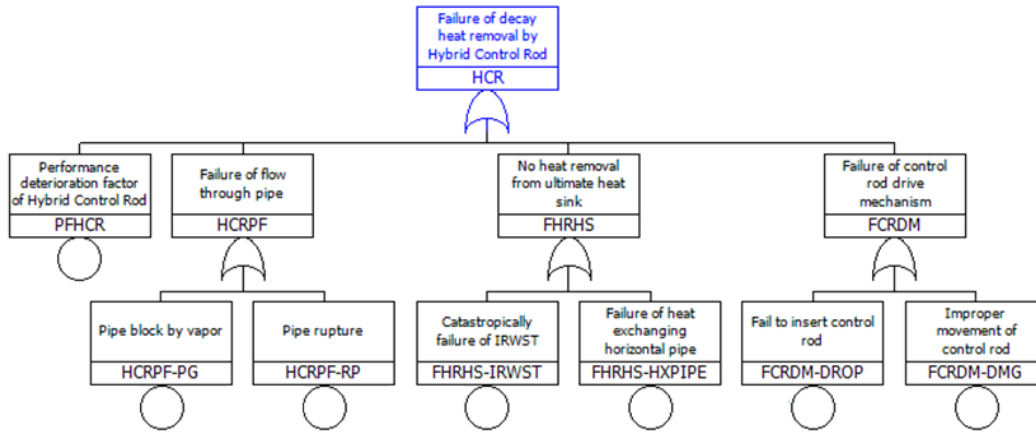 Failure of decay
heat removal by
Hybrid Control Rod
HCR
Performance
deterioration factor
of Hybrid Control Rod
PFHCR
Failure of flow
through pipe
HCRPF
No heat removal
from ultimate heat
sink
FHRHS
Failure of control
rod drive
mechanism
FCRDM
Pipe block by vapor
HCRPF-PG
Pipe rupture
HCRPF-RP
Catastropically
failure of IRWST
FHRHS-IRWST
Failure of heat
exchanging
horizontal pipe
FHRHS-HXPIPE
Fail to insert control
rod
FCRDM-DROP
Improper
movement of
control rod
FCRDM-DMG